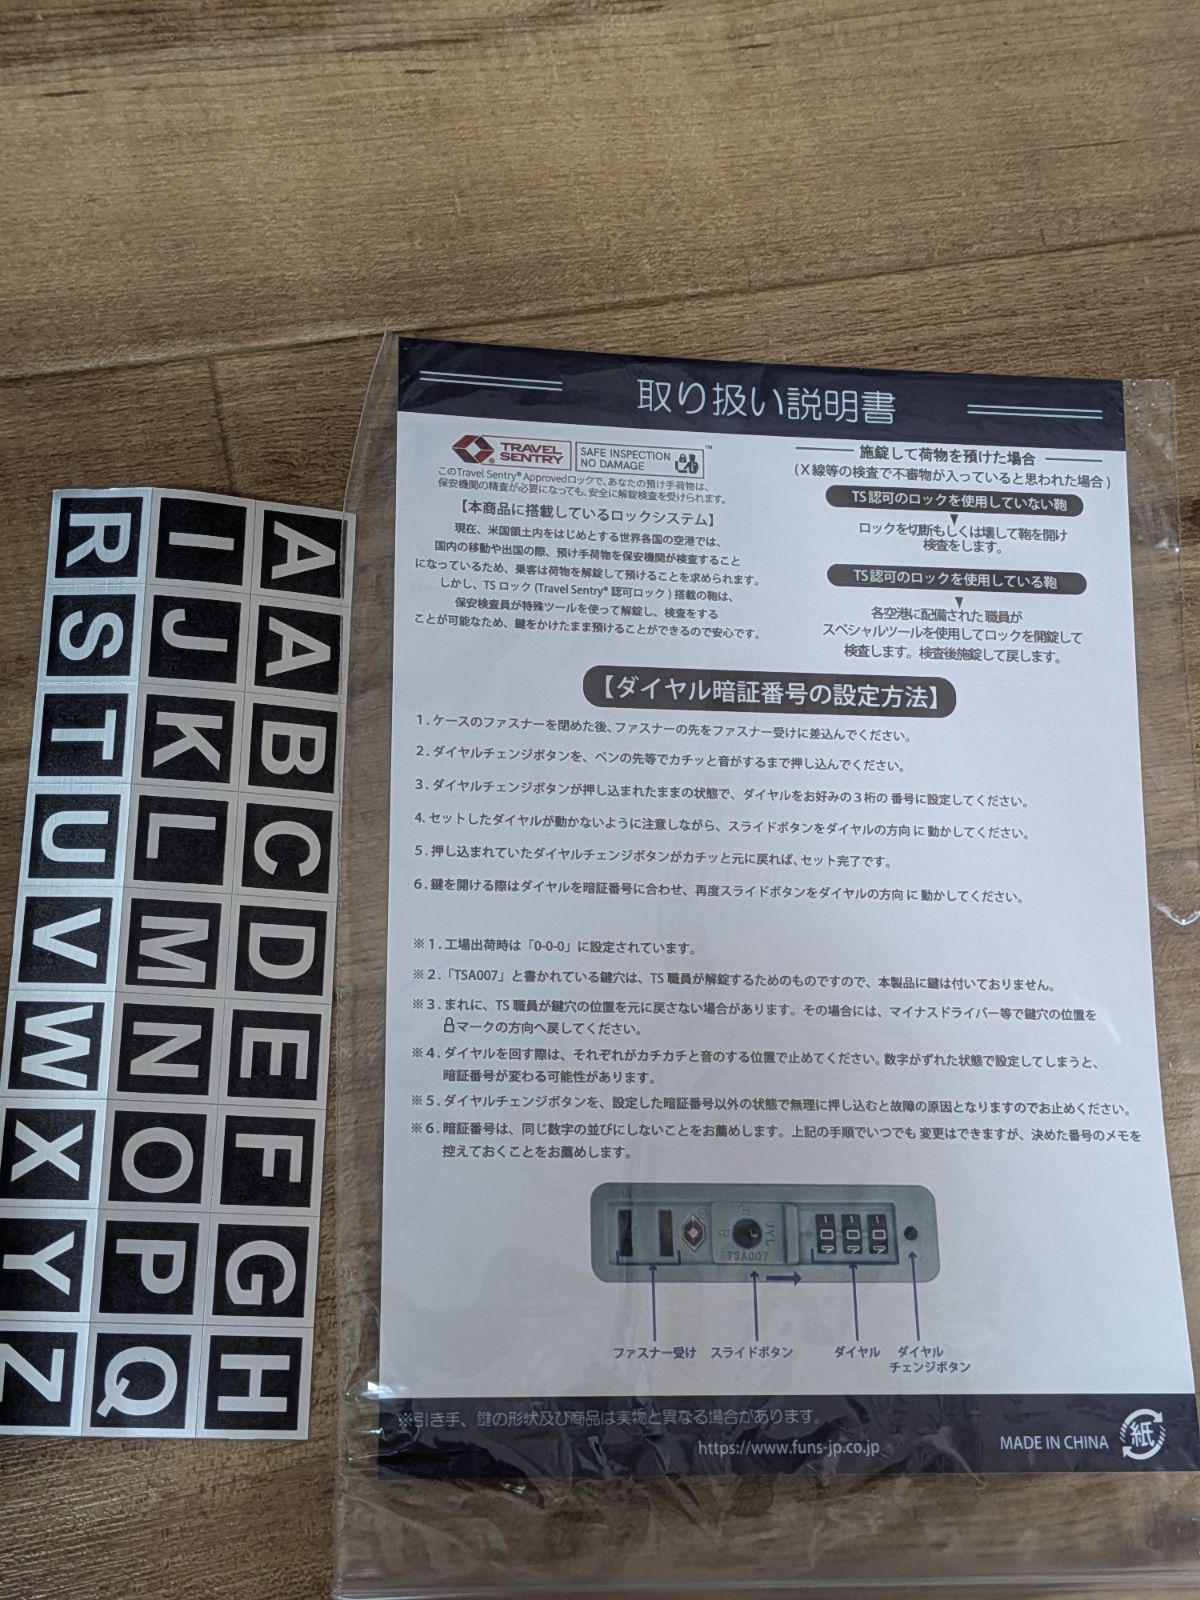 取り扱い説明書
TRAVEL SENTRY®
SAFE INSPECTION
NO DAMAGE
™
このTravel Sentry® Approvedロックで、あなたの預け手荷物は、
保安機関の精査が必要になっても、安全に解錠検査を受けられます。
【本商品に搭載しているロックシステム】
現在、米国領土内をはじめとする世界各国の空港では、
国内の移動や出国の際、預け手荷物を保安機関が検査すること
になっているため、乗客は荷物を解錠して預けることを求められます。
しかし、TSロック(Travel Sentry® 認可ロック)搭載の鞄は、
保安検査員が特殊ツールを使って解錠し、検査をする
ことが可能なため、鍵をかけたまま預けることができるので安心です。
施錠して荷物を預けた場合
(X線等の検査で不審物が入っていると思われた場合)
TS認可のロックを使用していない鞄
ロックを切断もしくは壊して鞄を開け
検査をします。
TS認可のロックを使用している鞄
各空港に配備された職員が
スペシャルツールを使用してロックを開錠して
検査します。検査後施錠して戻します。
【ダイヤル暗証番号の設定方法】
1.ケースのファスナーを閉めた後、ファスナーの先をファスナー受けに差込んでください。
2.ダイヤルチェンジボタンを、ペンの先等でカチッと音がするまで押し込んでください。
3.ダイヤルチェンジボタンが押し込まれたままの状態で、ダイヤルをお好みの3桁の番号に設定してください。
4.セットしたダイヤルが動かないように注意しながら、スライドボタンをダイヤルの方向に動かしてください。
5.押し込まれていたダイヤルチェンジボタンがカチッと元に戻れば、セット完了です。
6.鍵を開ける際はダイヤルを暗証番号に合わせ、再度スライドボタンをダイヤルの方向に動かしてください。
※1.工場出荷時は「0-0-0」に設定されています。
※2.「TSA007」と書かれている鍵穴は、TS職員が解錠するためのものですので、本製品に鍵は付いておりません。
※3.まれに、TS職員が鍵穴の位置を元に戻さない場合があります。その場合には、マイナスドライバー等で鍵穴の位置を
マークの方向へ戻してください。
※4.ダイヤルを回す際は、それぞれがカチカチと音のする位置で止めてください。数字がずれた状態で設定してしまうと、
暗証番号が変わる可能性があります。
※5.ダイヤルチェンジボタンを、設定した暗証番号以外の状態で無理に押し込むと故障の原因となりますのでお止めください。
※6.暗証番号は、同じ数字の並びにしないことをお薦めします。上記の手順でいつでも変更はできますが、決めた番号のメモを
控えておくことをお薦めします。
TSA007
JYL
0 0 0
ファスナー受け
スライドボタン
ダイヤル
ダイヤル
チェンジボタン
※引き手、鍵の形状及び商品は実物と異なる場合があります。
https://www.funs-jp.co.jp
MADE IN CHINA
紙
A A B C D E F G H
I J K L M N O P Q
R S T U V W X Y Z